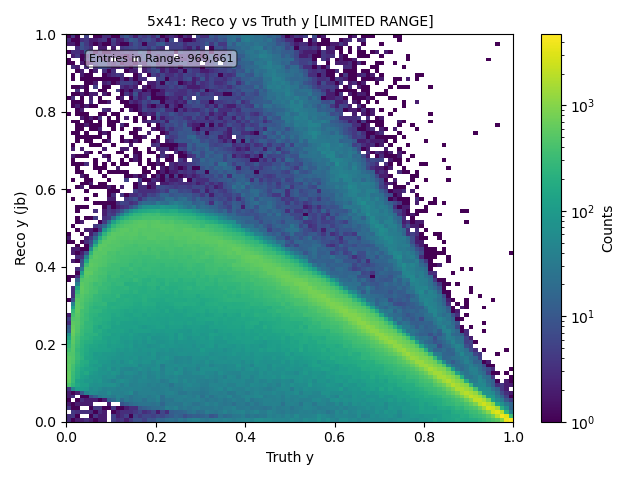 5x41: Reco y vs Truth y [LIMITED RANGE]
Entries in Range: 969,661
Reco y (jb)
1.0
0.8
0.6
0.4
0.2
0.0
0.0 0.2 0.4 0.6 0.8 1.0
Truth y
10³
10²
10¹
10⁰
Counts